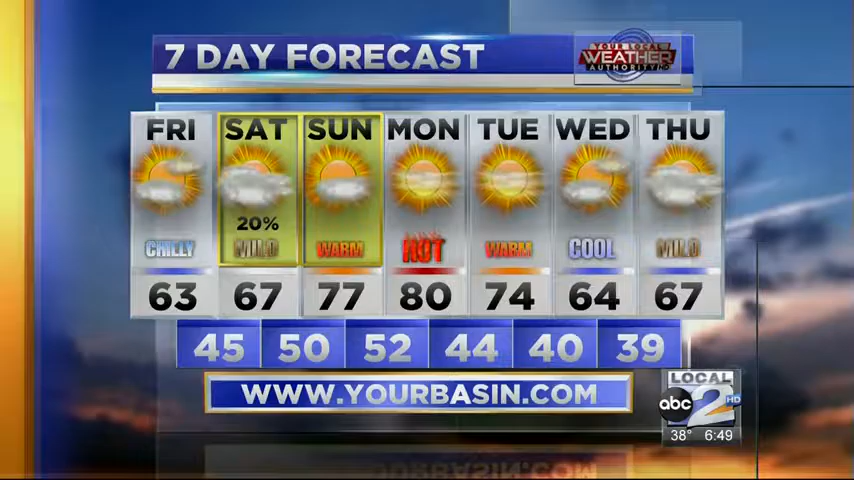 7 DAY FORECAST
YOUR LOCAL
WEATHER
AUTHORITY HD
FRI SAT SUN MON TUE WED THU
20%
CHILLY MILD WARM HOT WARM COOL MILD
63 67 77 80 74 64 67
45 50 52 44 40 39
WWW.YOURBASIN.COM
LOCAL
abc 2 HD
38° 6:49